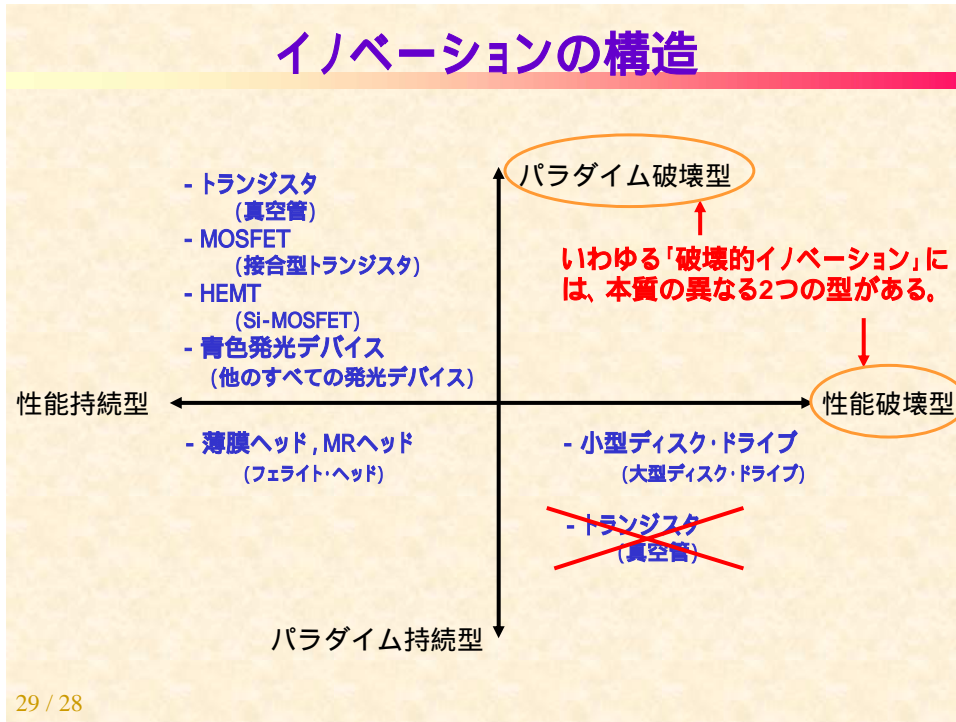 イノベーションの構造
パラダイム破壊型
- トランジスタ
(真空管)
- MOSFET
(接合型トランジスタ)
- HEMT
(Si-MOSFET)
- 青色発光デバイス
(他のすべての発光デバイス)
いわゆる「破壊的イノベーション」に
は、本質の異なる2つの型がある。
性能持続型
性能破壊型
- 薄膜ヘッド, MRヘッド
(フェライト・ヘッド)
- 小型ディスク・ドライブ
(大型ディスク・ドライブ)
- トランジスタ
(真空管)
パラダイム持続型
29 / 28